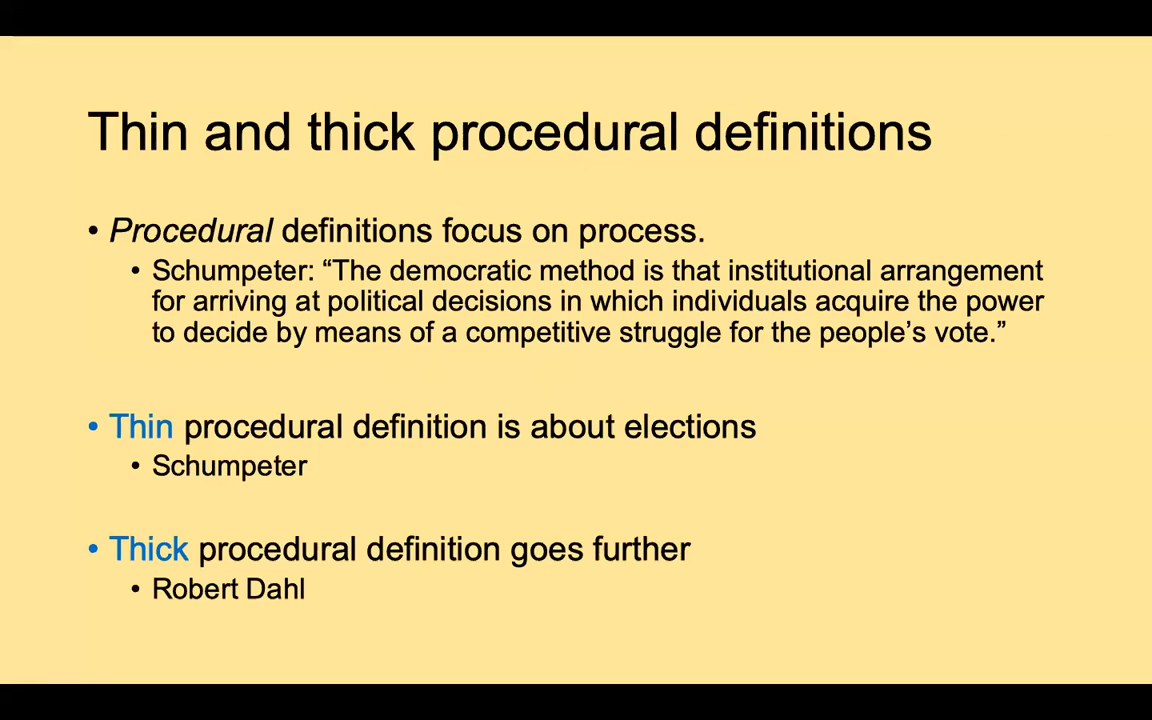 Thin and thick procedural definitions
• Procedural definitions focus on process.
• Schumpeter: “The democratic method is that institutional arrangement
for arriving at political decisions in which individuals acquire the power
to decide by means of a competitive struggle for the people’s vote.”
• Thin procedural definition is about elections
• Schumpeter
• Thick procedural definition goes further
• Robert Dahl